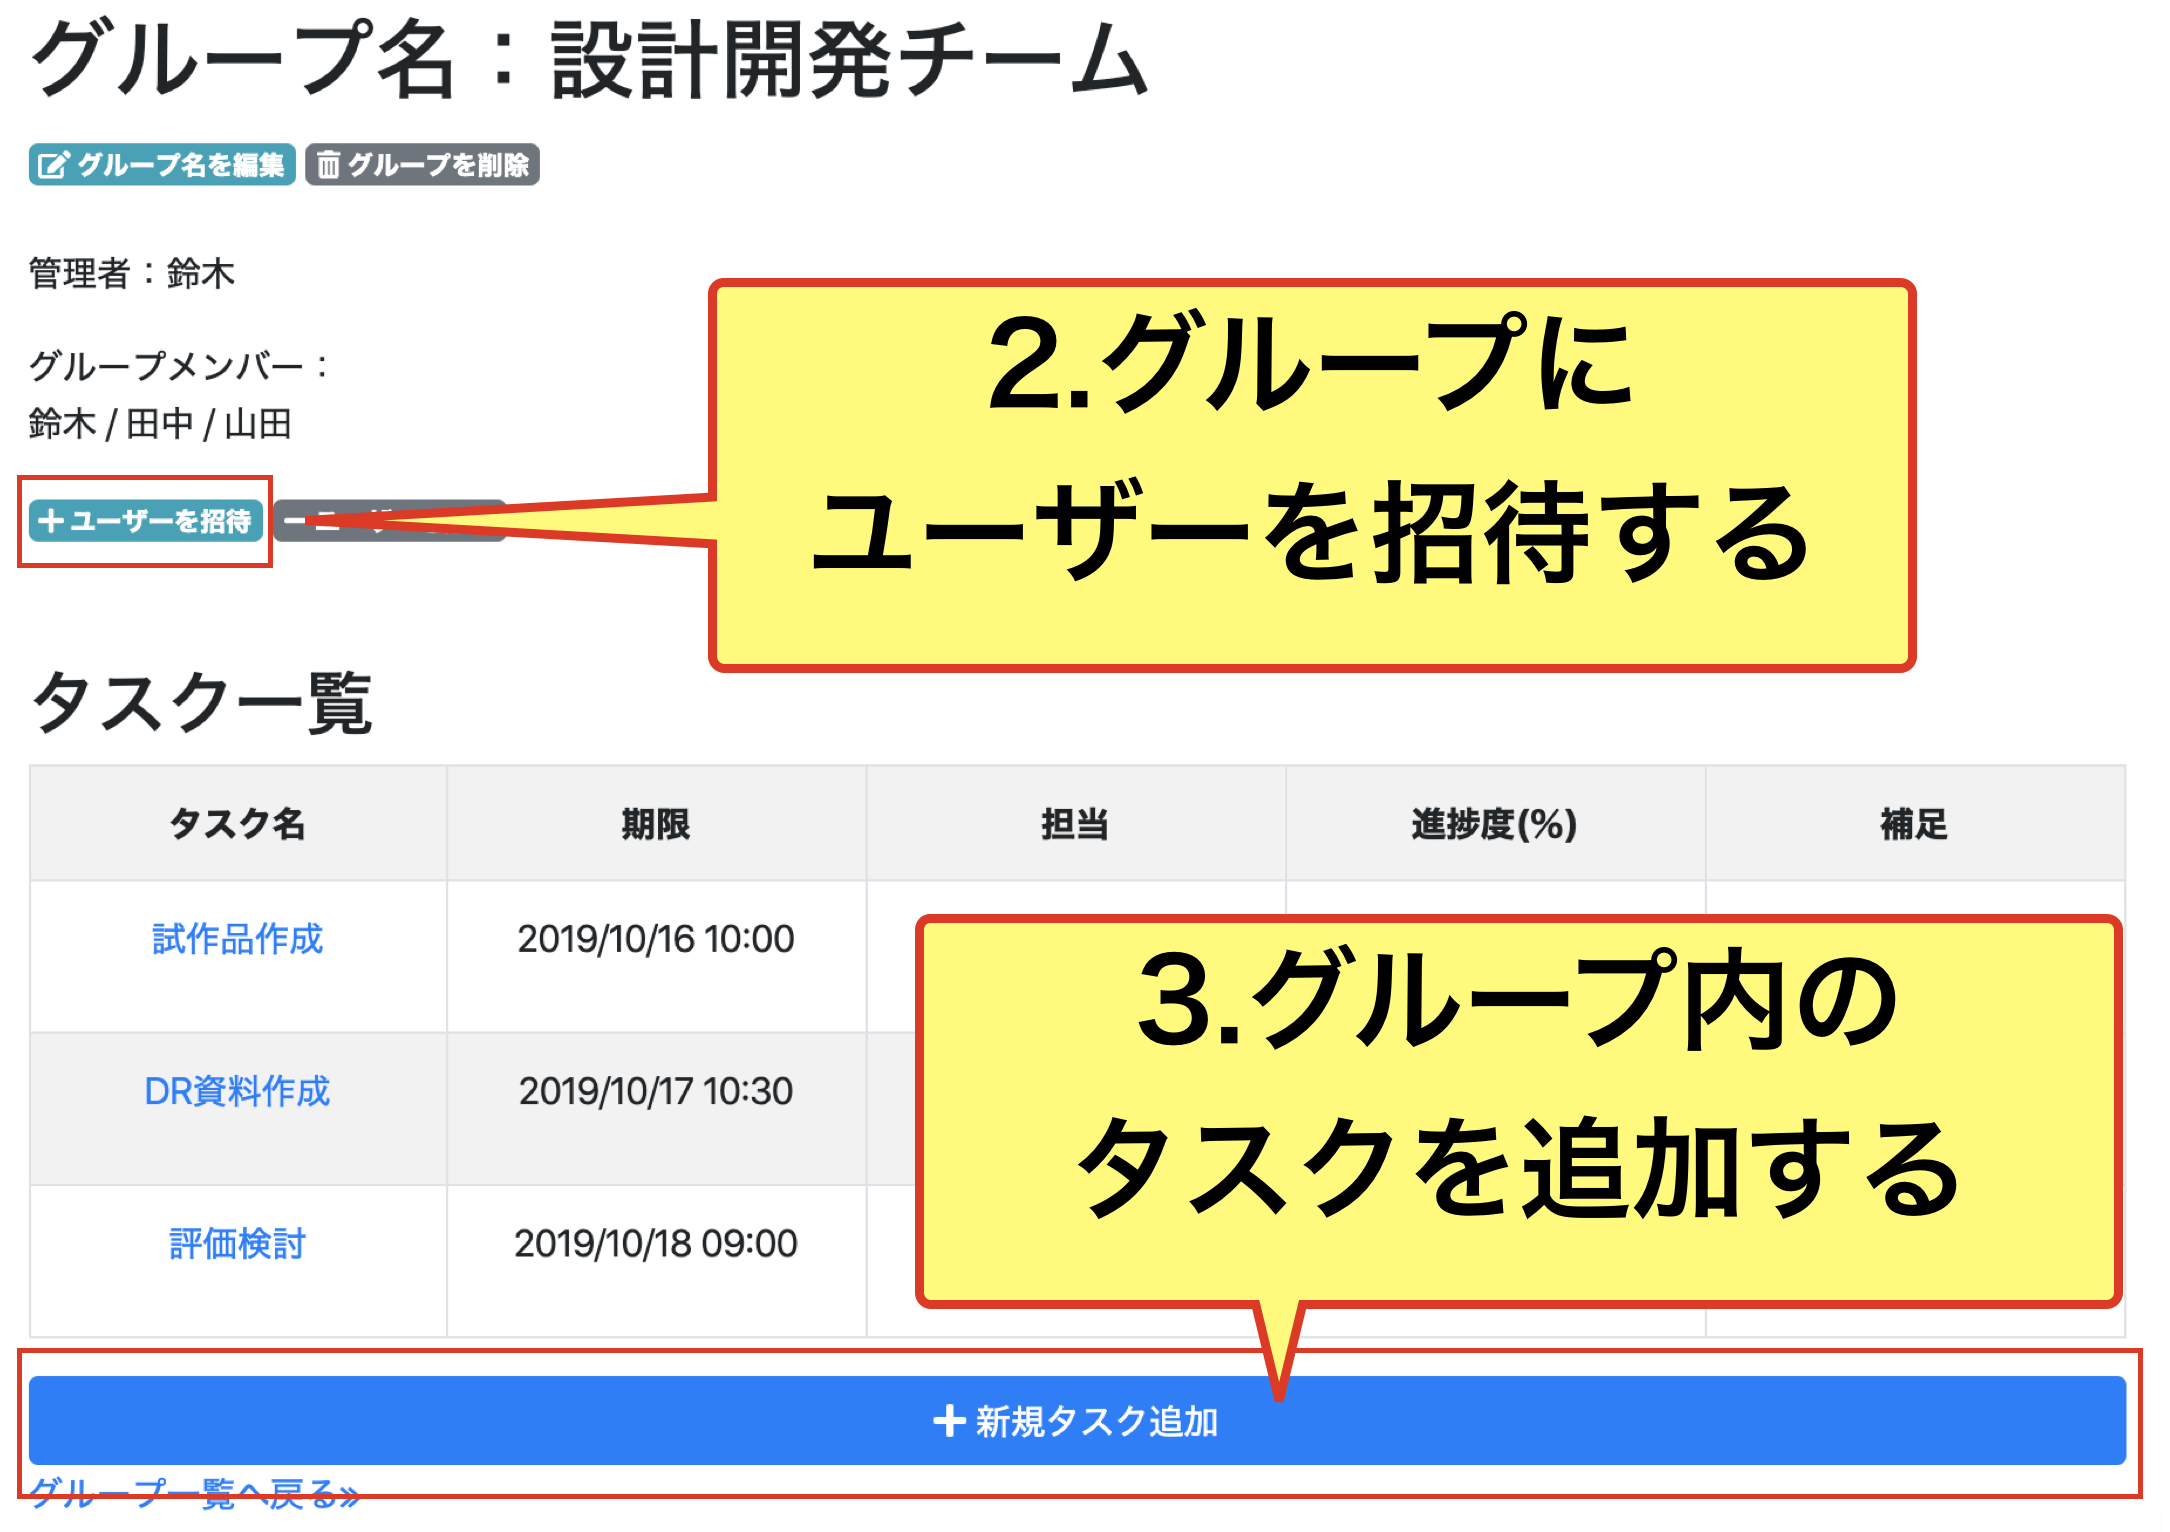 グループ名：設計開発チーム
グループ名を編集 グループを削除
管理者：鈴木
グループメンバー：
鈴木 / 田中 / 山田
ユーザーを招待
2.グループに
ユーザーを招待する
タスク一覧
タスク名 期限 担当 進捗度(%) 補足
試作品作成 2019/10/16 10:00
DR資料作成 2019/10/17 10:30
評価検討 2019/10/18 09:00
3.グループ内の
タスクを追加する
新規タスク追加
グループ一覧へ戻る»